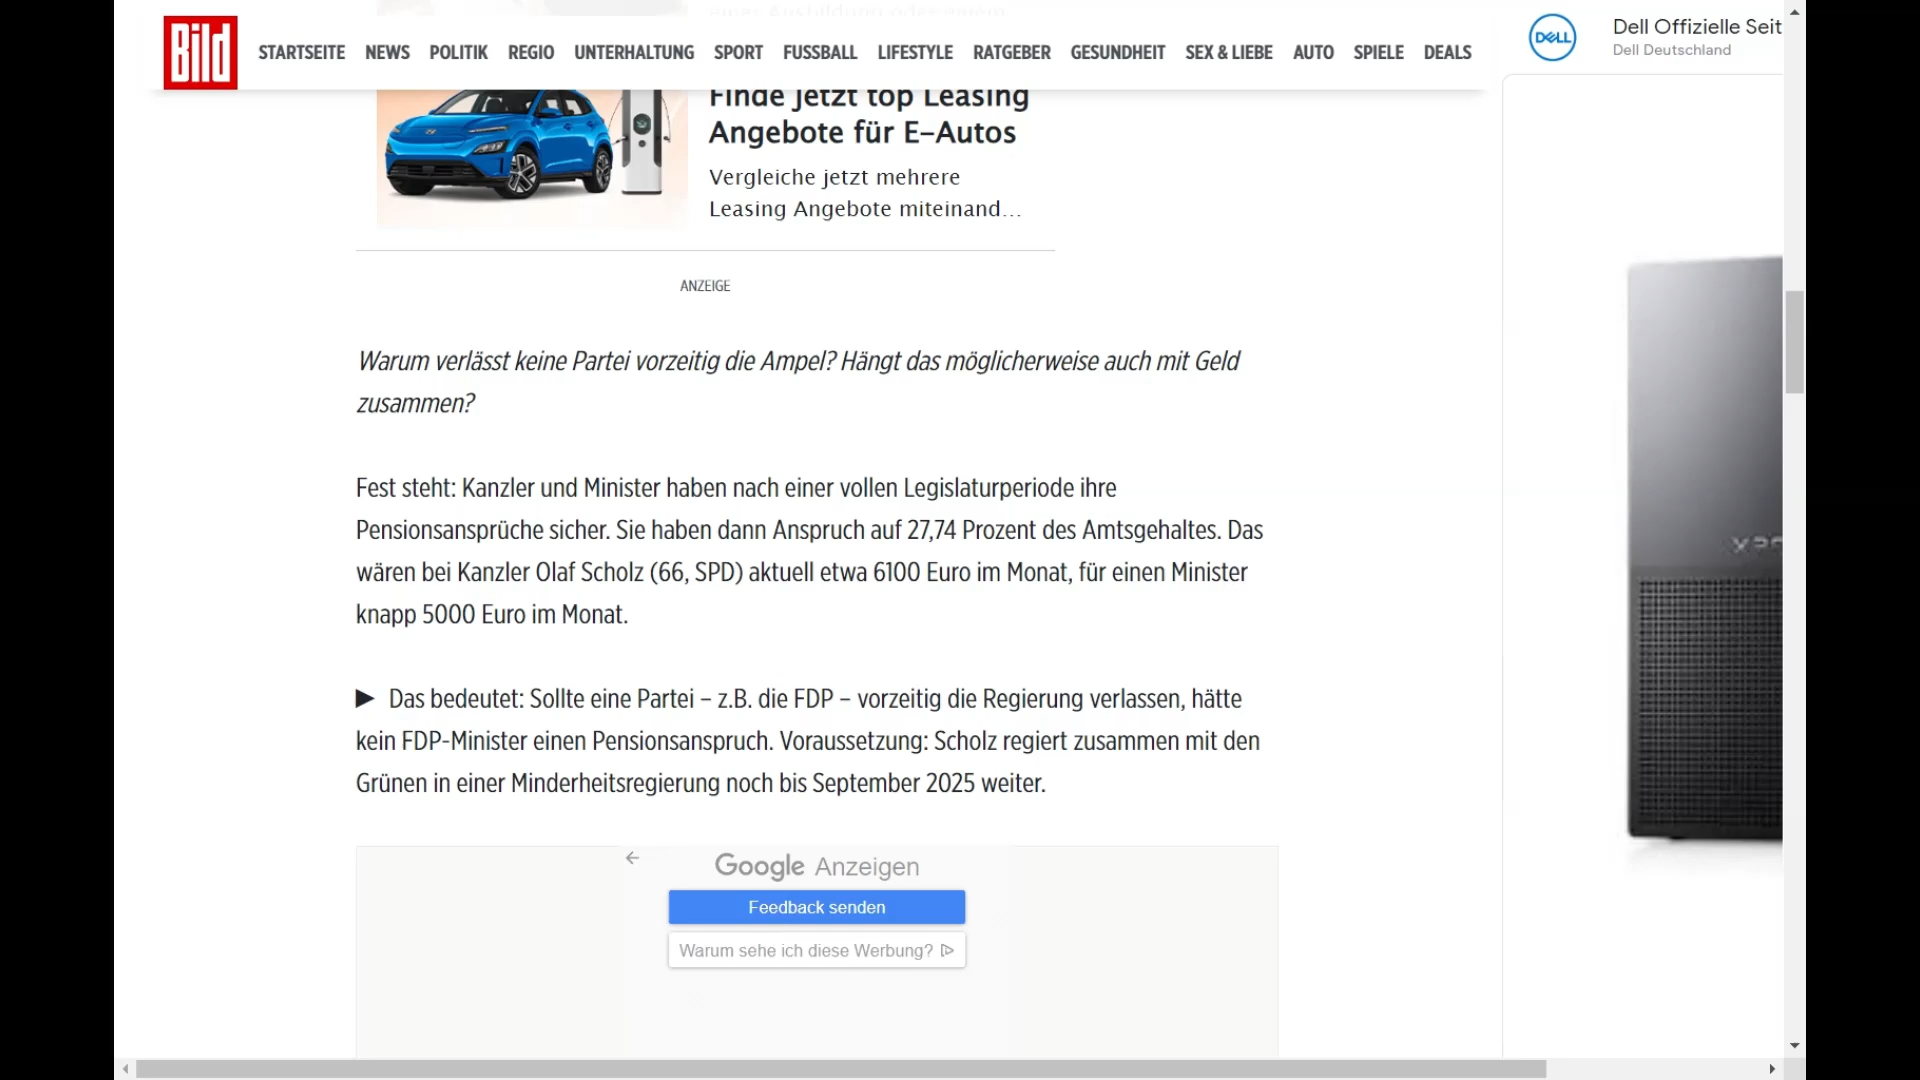 Bild
STARTSEITE NEWS POLITIK REGIO UNTERHALTUNG SPORT FUSSBALL LIFESTYLE RATGEBER GESUNDHEIT SEX & LIEBE AUTO SPIELE DEALS
DELL
Dell Offizielle Seit
Dell Deutschland
Finde jetzt top Leasing
Angebote für E-Autos
Vergleiche jetzt mehrere
Leasing Angebote miteinand...
ANZEIGE
Warum verlässt keine Partei vorzeitig die Ampel? Hängt das möglicherweise auch mit Geld
zusammen?
Fest steht: Kanzler und Minister haben nach einer vollen Legislaturperiode ihre
Pensionsansprüche sicher. Sie haben dann Anspruch auf 27,74 Prozent des Amtsgehaltes. Das
wären bei Kanzler Olaf Scholz (66, SPD) aktuell etwa 6100 Euro im Monat, für einen Minister
knapp 5000 Euro im Monat.
► Das bedeutet: Sollte eine Partei – z.B. die FDP – vorzeitig die Regierung verlassen, hätte
kein FDP-Minister einen Pensionsanspruch. Voraussetzung: Scholz regiert zusammen mit den
Grünen in einer Minderheitsregierung noch bis September 2025 weiter.
Google Anzeigen
Feedback senden
Warum sehe ich diese Werbung?